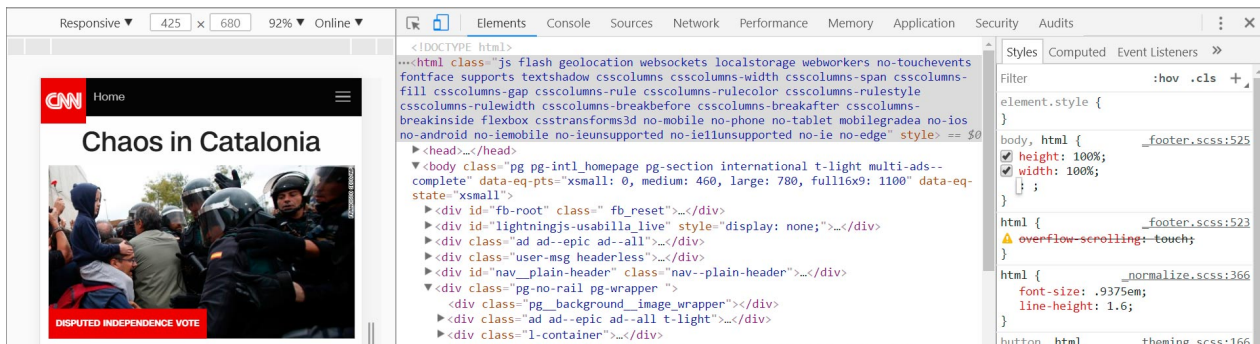 Responsive ▼ 425 × 680 92% ▼ Online ▼
CNN Home
Chaos in Catalonia
DISPUTED INDEPENDENCE VOTE
Elements Console Sources Network Performance Memory Application Security Audits
<!DOCTYPE html>
···<html class="js flash geolocation websockets localstorage webworkers no-touchevents
fontface supports textshadow csscolumns csscolumns-width csscolumns-span csscolumns-
fill csscolumns-gap csscolumns-rule csscolumns-rulecolor csscolumns-rulestyle
csscolumns-rulewidth csscolumns-breakbefore csscolumns-breakafter csscolumns-
breakinside flexbox csstransforms3d no-mobile no-phone no-tablet mobilegradea no-ios
no-android no-iemobile no-ieunsupported no-ie11unsupported no-ie no-edge" style> == $0
▶<head>…</head>
▼<body class="pg pg-intl_homepage pg-section international t-light multi-ads--
complete" data-eq-pts="xsmall: 0, medium: 460, large: 780, full16x9: 1100" data-eq-
state="xsmall">
▶<div id="fb-root" class=" fb_reset">…</div>
▶<div id="lightningjs-usabilla_live" style="display: none;">…</div>
▶<div class="ad ad--epic ad--all">…</div>
▶<div class="user-msg headerless">…</div>
▶<div id="nav__plain-header" class="nav--plain-header">…</div>
▼<div class="pg-no-rail pg-wrapper ">
<div class="pg__background__image_wrapper"></div>
▶<div class="ad ad--epic ad--all t-light">…</div>
▶<div class="l-container">…</div>
Styles Computed Event Listeners »
Filter :hov .cls +
element.style {
}
body, html { _footer.scss:525
height: 100%;
width: 100%;
: ;
}
html { _footer.scss:523
overflow-scrolling: touch;
}
html { _normalize.scss:366
font-size: .9375em;
line-height: 1.6;
}
button, html theming.scss:166